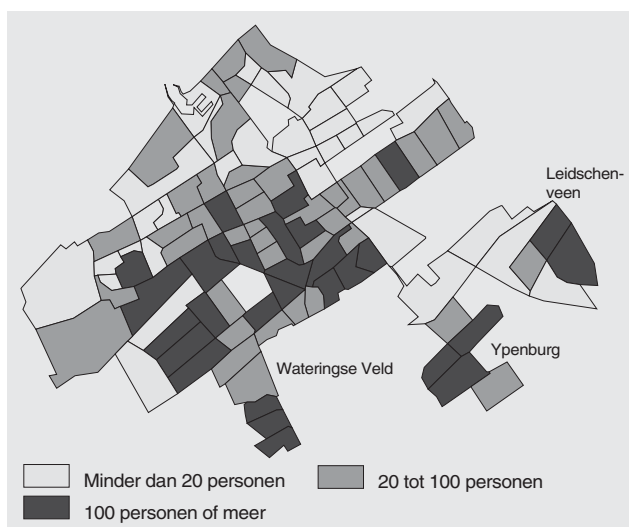 Leidschen-
veen
Ypenburg
Wateringse Veld
Minder dan 20 personen
20 tot 100 personen
100 personen of meer